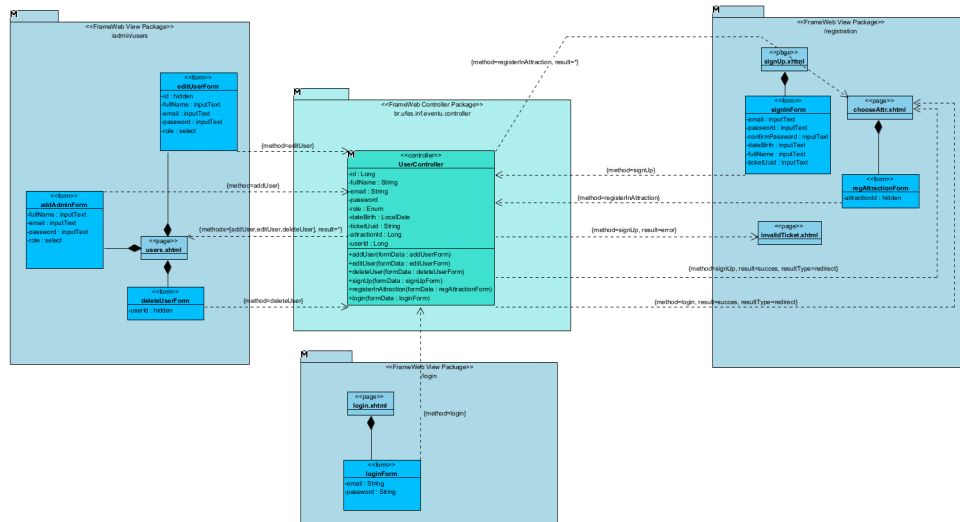 <<FrameWeb View Package>>
/admin/users
<<form>>
editUserForm
-id : hidden
-fullName : inputText
-email : inputText
-password : inputText
-role : select
{method=editUser}
<<form>>
addAdminForm
-fullName : inputText
-email : inputText
-password : inputText
-role : select
{method=addUser}
<<page>>
users.xhtml
{methods=[addUser,editUser,deleteUser], result=*}
<<form>>
deleteUserForm
-userId : hidden
{method=deleteUser}
<<FrameWeb Controller Package>>
br.ufes.inf.eventu.controller
<<controller>>
UserController
-id : Long
-fullName : String
-email : String
-password
-role : Enum
-dateBirth : LocalDate
-ticketUuid : String
-attractionId : Long
-userId : Long
+addUser(formData : addUserForm)
+editUser(formData : editUserForm)
+deleteUser(formData : deleteUserForm)
+signUp(formData : signUpForm)
+registerInAttraction(formData : regAttractionForm)
+login(formData : loginForm)
<<FrameWeb View Package>>
/registration
<<page>>
signUp.xhtml
{method=registerInAttraction, result=*}
<<form>>
signInForm
-email : inputText
-password : inputText
-confirmPassword : inputText
-dateBirth : inputText
-fullName : inputText
-ticketUuid : inputText
<<page>>
chooseAttr.xhtml
{method=signUp}
<<form>>
regAttractionForm
-attractionId : hidden
{method=registerInAttraction}
<<page>>
invalidTicket.xhtml
{method=signUp, result=error}
{method=signUp, result=succes, resultType=redirect}
{method=login, result=succes, resultType=redirect}
<<FrameWeb View Package>>
/login
<<page>>
login.xhtml
{method=login}
<<form>>
loginForm
-email : String
-password : String